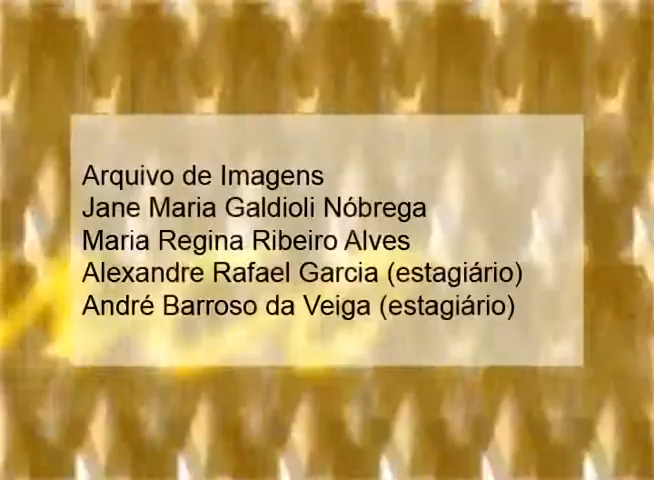 Arquivo de Imagens
Jane Maria Galdioli Nóbrega
Maria Regina Ribeiro Alves
Alexandre Rafael Garcia (estagiário)
André Barroso da Veiga (estagiário)